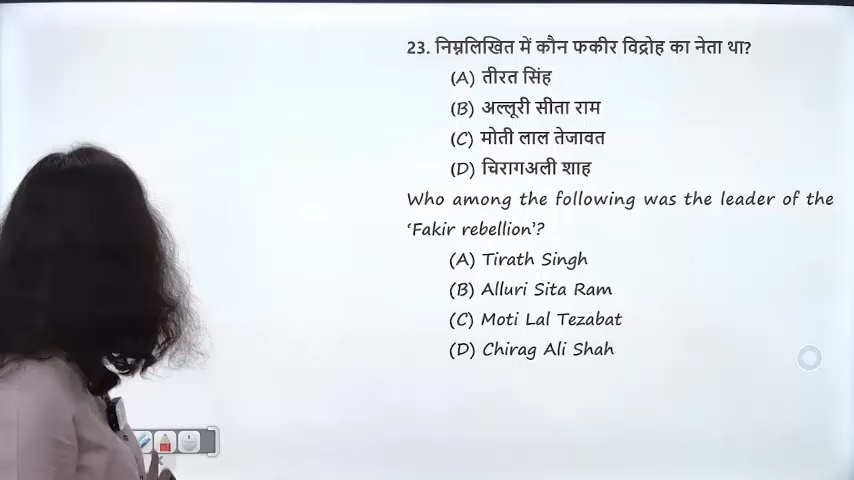 23. निम्नलिखित में कौन फकीर विद्रोह का नेता था?
(A) तीरत सिंह
(B) अल्लूरी सीता राम
(C) मोती लाल तेजावत
(D) चिरागअली शाह
Who among the following was the leader of the
‘Fakir rebellion’?
(A) Tirath Singh
(B) Alluri Sita Ram
(C) Moti Lal Tezabat
(D) Chirag Ali Shah